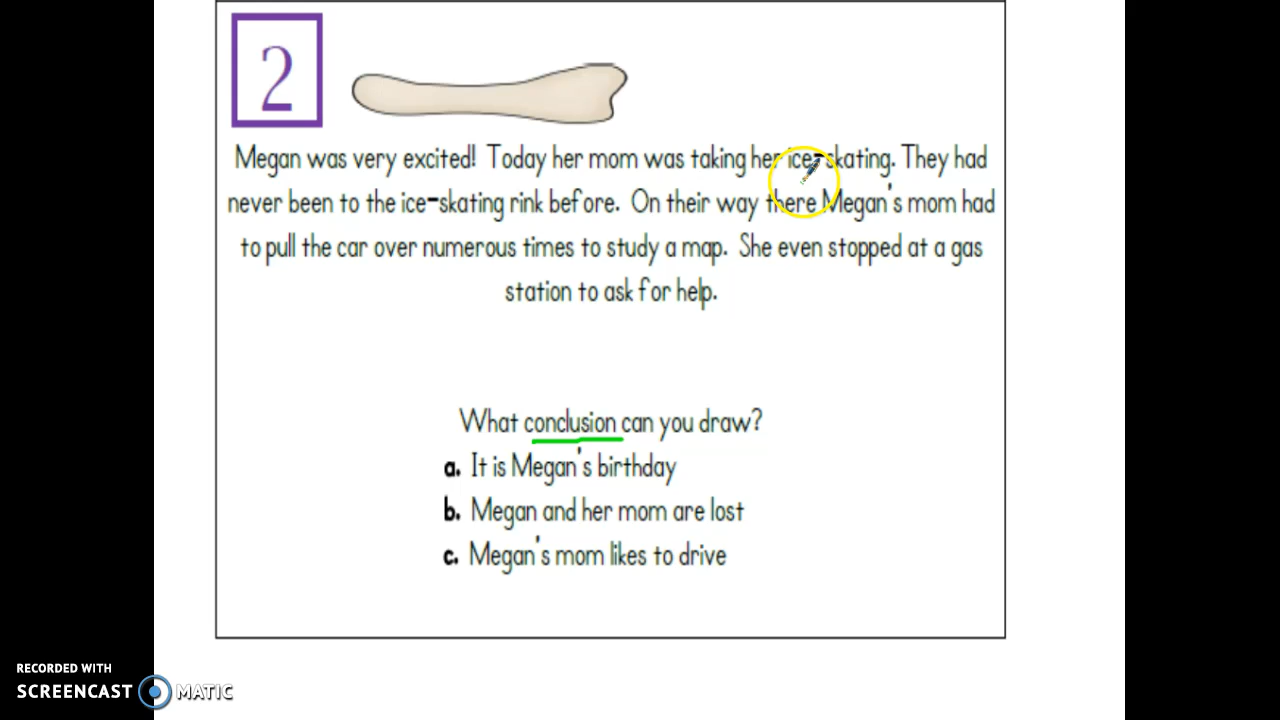 2
Megan was very excited! Today her mom was taking her ice-skating. They had
never been to the ice-skating rink before. On their way there Megan's mom had
to pull the car over numerous times to study a map. She even stopped at a gas
station to ask for help.
What conclusion can you draw?
a. It is Megan's birthday
b. Megan and her mom are lost
c. Megan's mom likes to drive
RECORDED WITH
SCREENCAST MATIC